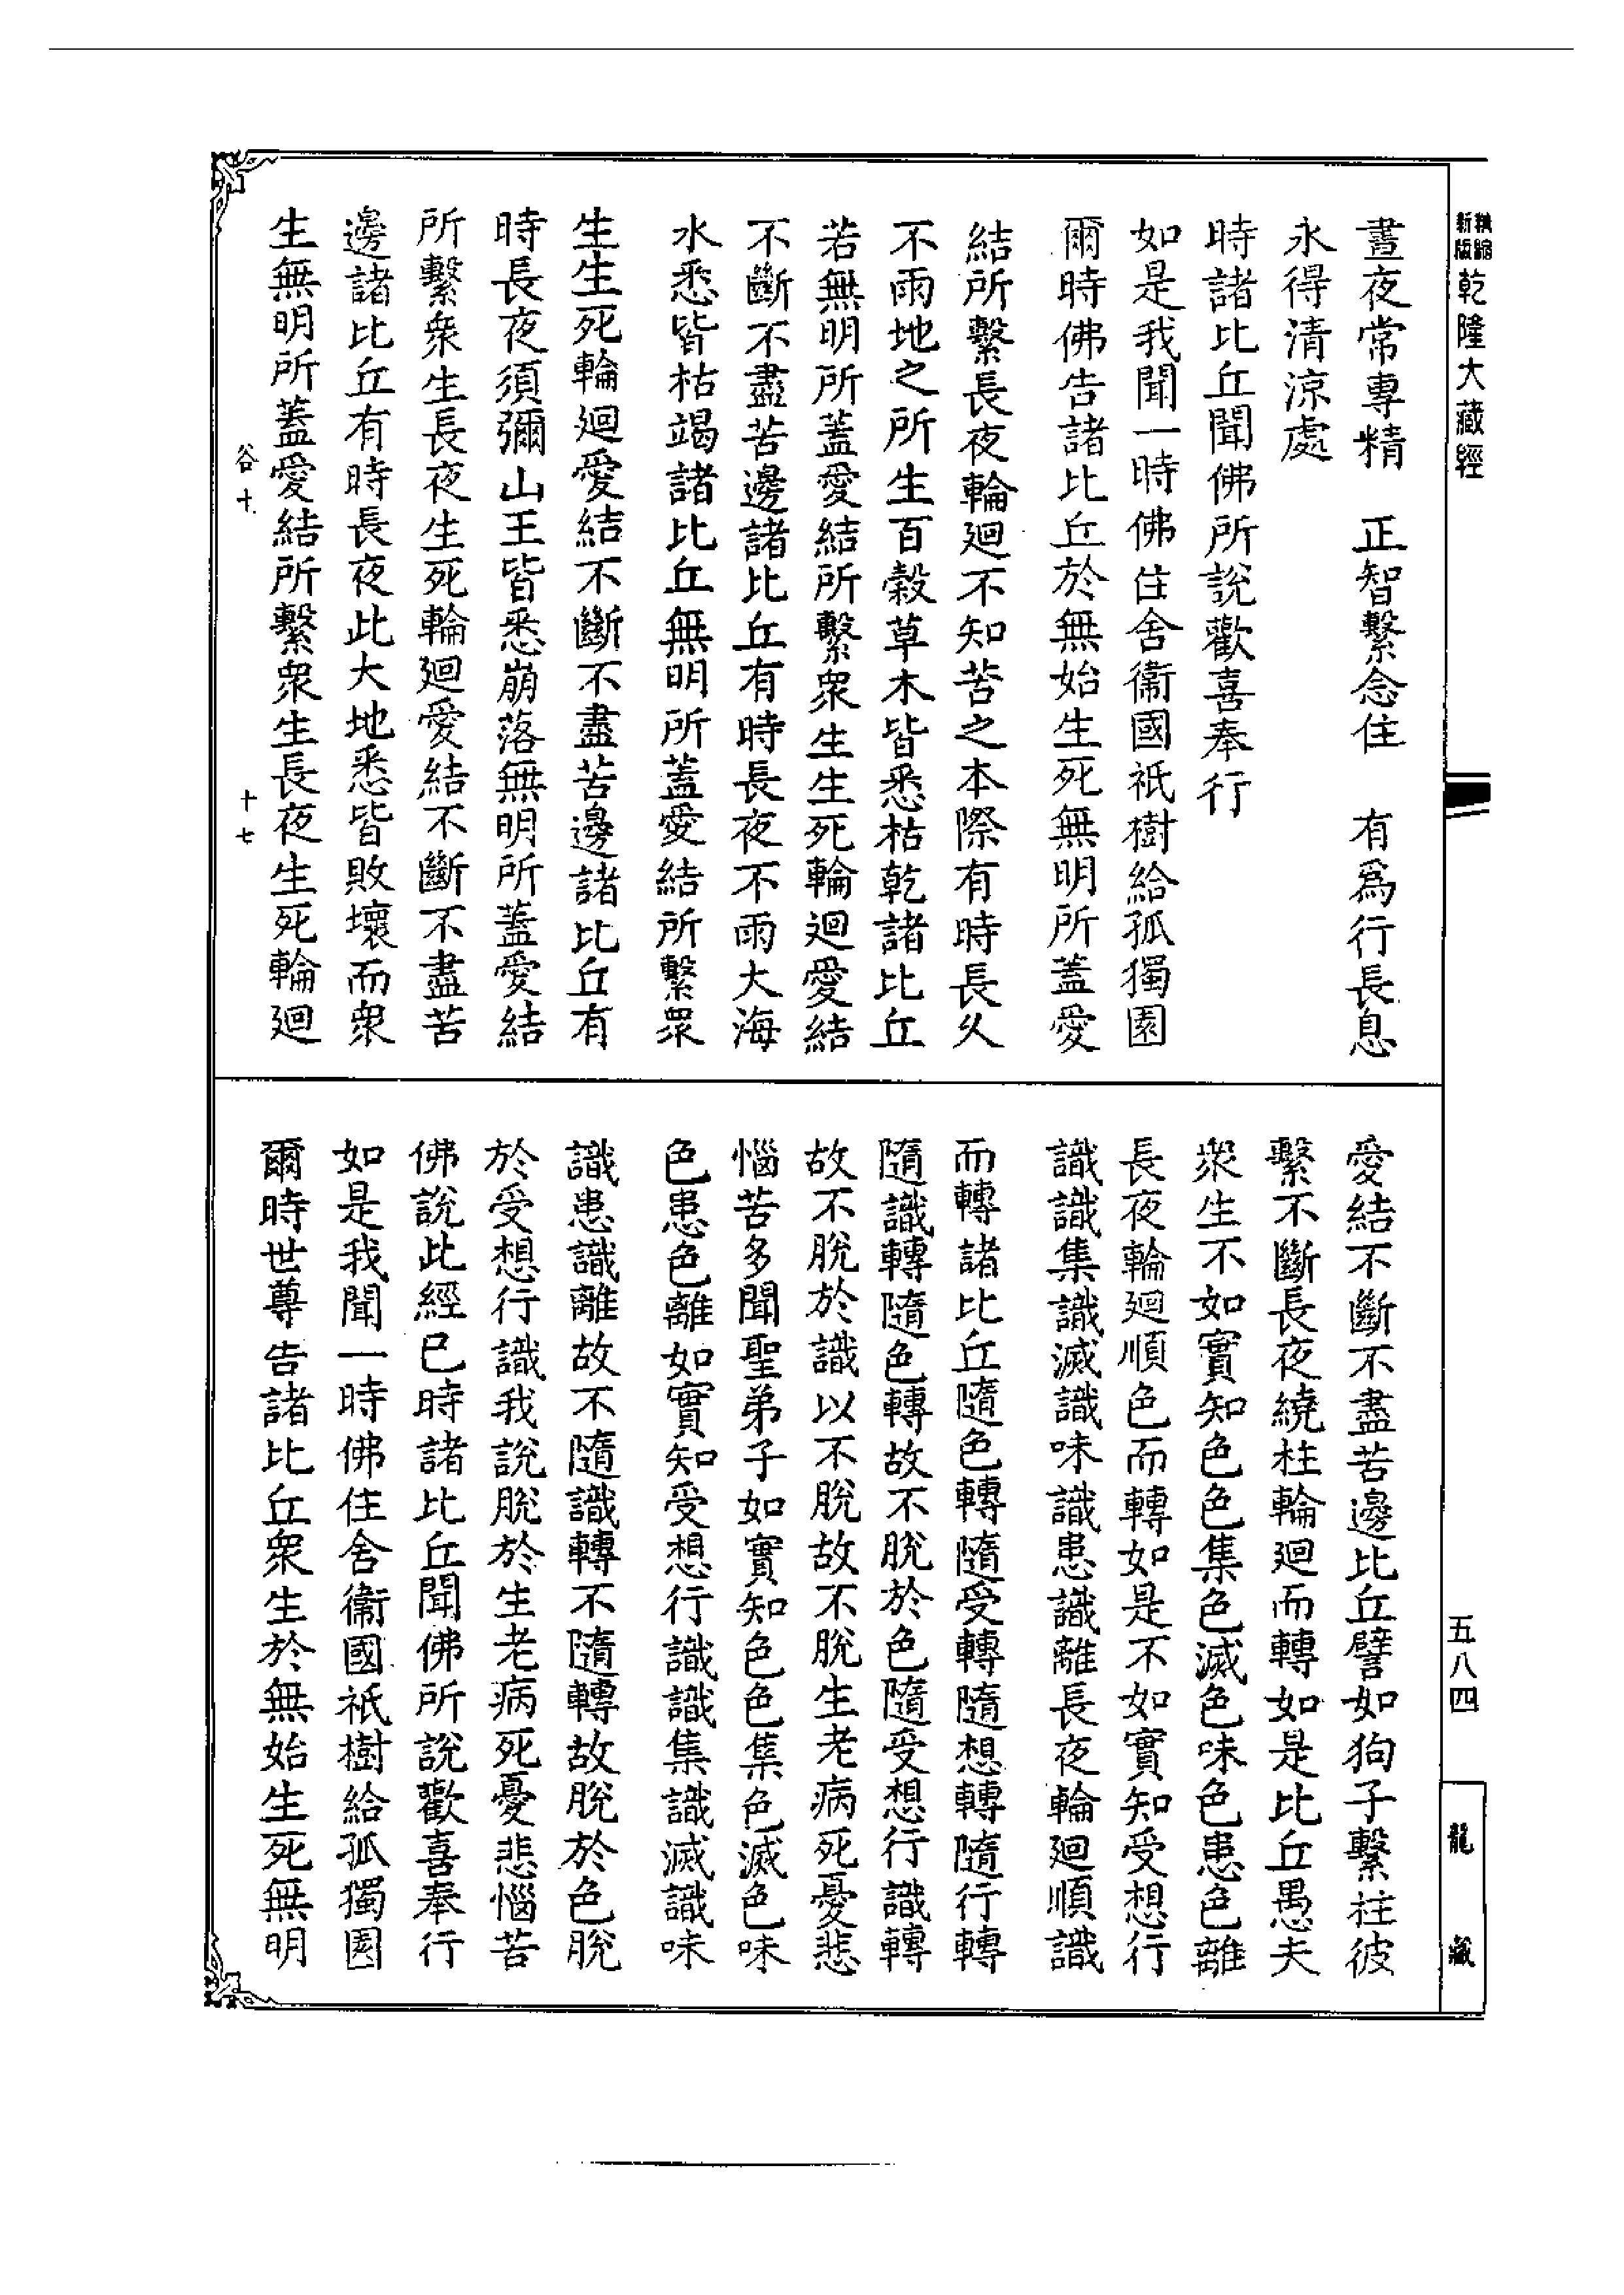 精縮新版乾隆大藏經
晝夜常專精　正智繫念住　有爲行長息
永得清涼處
時諸比丘聞佛所說歡喜奉行
如是我聞一時佛住舍衞國祇樹給孤獨園
爾時佛告諸比丘於無始生死無明所蓋愛
結所繫長夜輪迴不知苦之本際有時長久
不雨地之所生百穀草木皆悉枯乾諸比丘
若無明所蓋愛結所繫衆生生死輪迴愛結
不斷不盡苦邊諸比丘有時長夜不雨大海
水悉皆枯竭諸比丘無明所蓋愛結所繫衆
生生死輪迴愛結不斷不盡苦邊諸比丘有
時長夜須彌山王皆悉崩落無明所蓋愛結
所繫衆生長夜生死輪迴愛結不斷不盡苦
邊諸比丘有時長夜此大地悉皆敗壞而衆
生無明所蓋愛結所繫衆生長夜生死輪迴
谷十　十七
愛結不斷不盡苦邊比丘譬如狗子繫柱彼
繫不斷長夜繞柱輪迴而轉如是比丘愚夫
衆生不如實知色色集色滅色味色患色離
長夜輪迴順色而轉如是不如實知受想行
識識集識滅識味識患識離長夜輪迴順識
而轉諸比丘隨色轉隨受轉隨想轉隨行轉
隨識轉隨色轉故不脫於色隨受想行識轉
故不脫於識以不脫故不脫生老病死憂悲
惱苦多聞聖弟子如實知色色集色滅色味
色患色離如實知受想行識識集識滅識味
識患識離故不隨識轉不隨轉故脫於色脫
於受想行識我說脫於生老病死憂悲惱苦
佛說此經已時諸比丘聞佛所說歡喜奉行
如是我聞一時佛住舍衞國祇樹給孤獨園
爾時世尊告諸比丘衆生於無始生死無明
五八四
龍藏